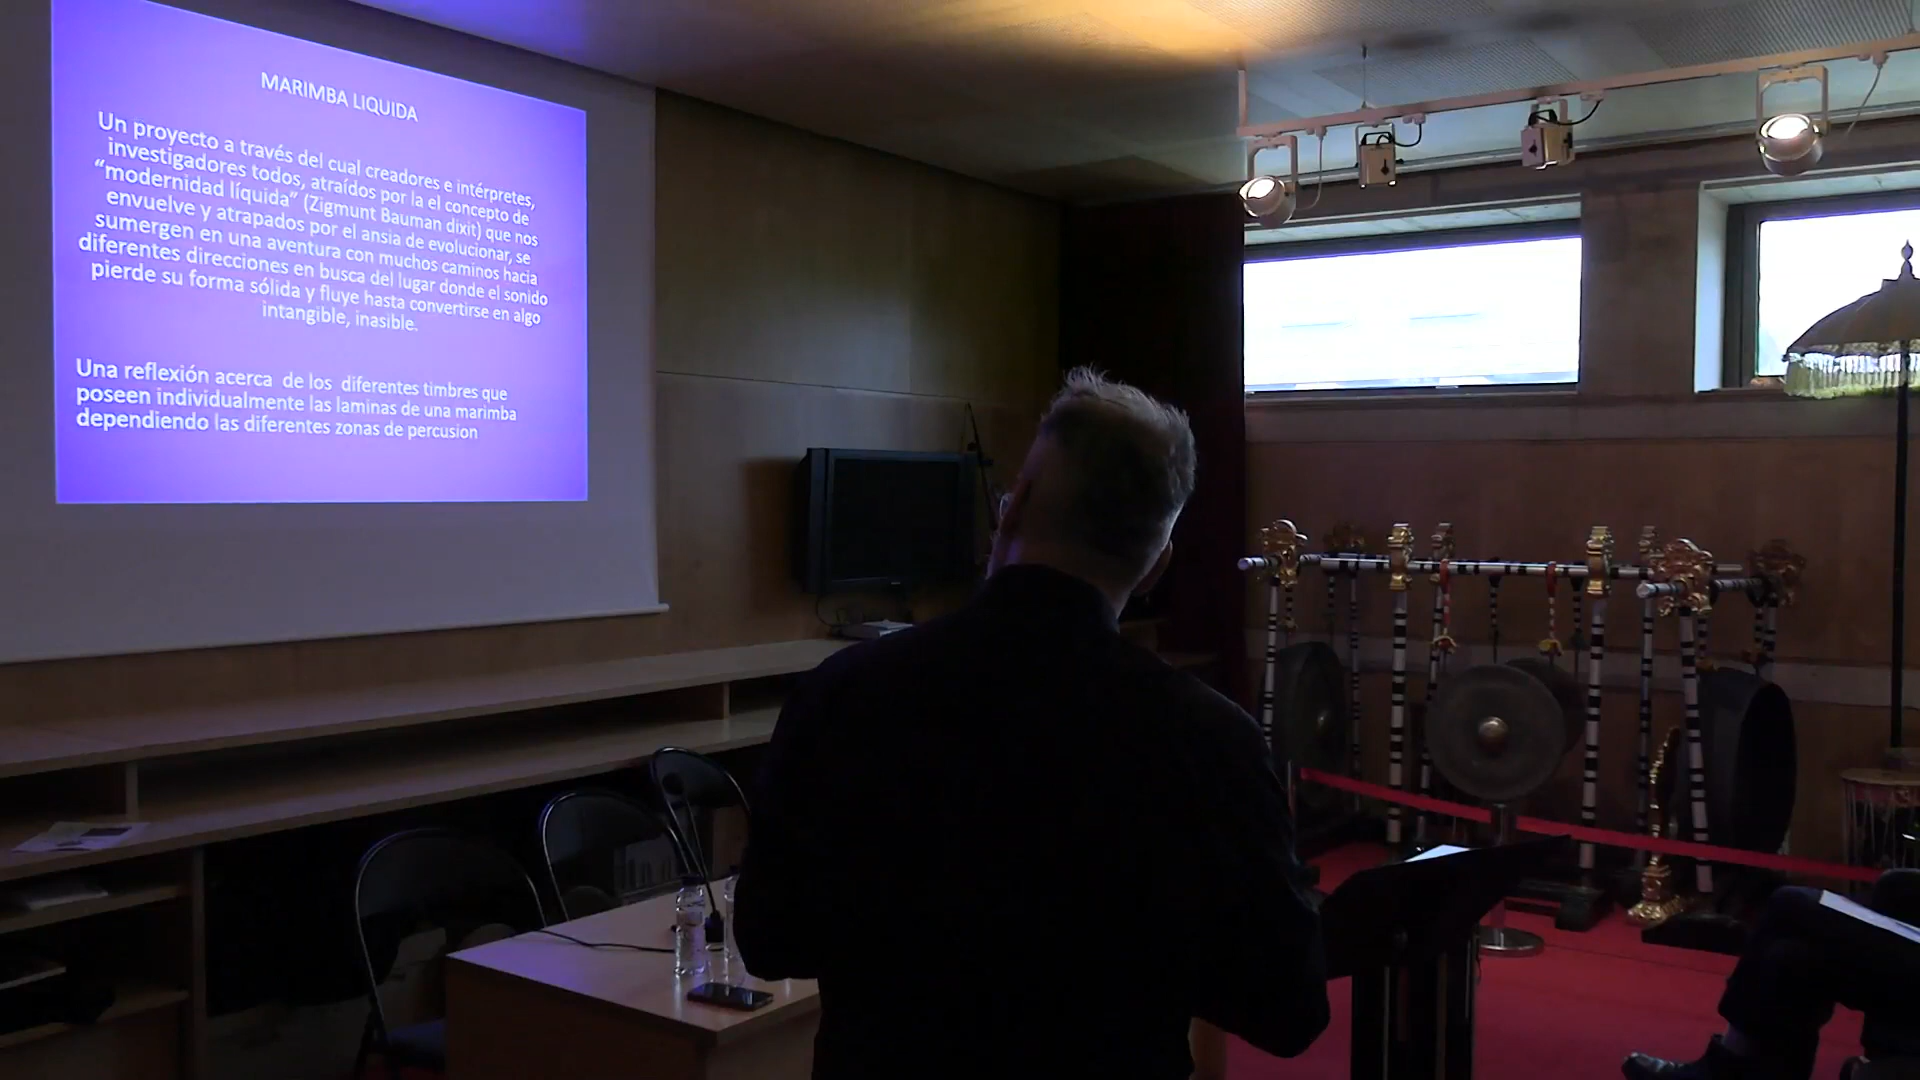 MARIMBA LIQUIDA
Un proyecto a través del cual creadores e intérpretes,
investigadores todos, atraídos por la el concepto de
“modernidad líquida” (Zigmunt Bauman dixit) que nos
envuelve y atrapados por el ansia de evolucionar, se
sumergen en una aventura con muchos caminos hacia
diferentes direcciones en busca del lugar donde el sonido
pierde su forma sólida y fluye hasta convertirse en algo
intangible, inasible.
Una reflexión acerca de los diferentes timbres que
poseen individualmente las laminas de una marimba
dependiendo las diferentes zonas de percusion